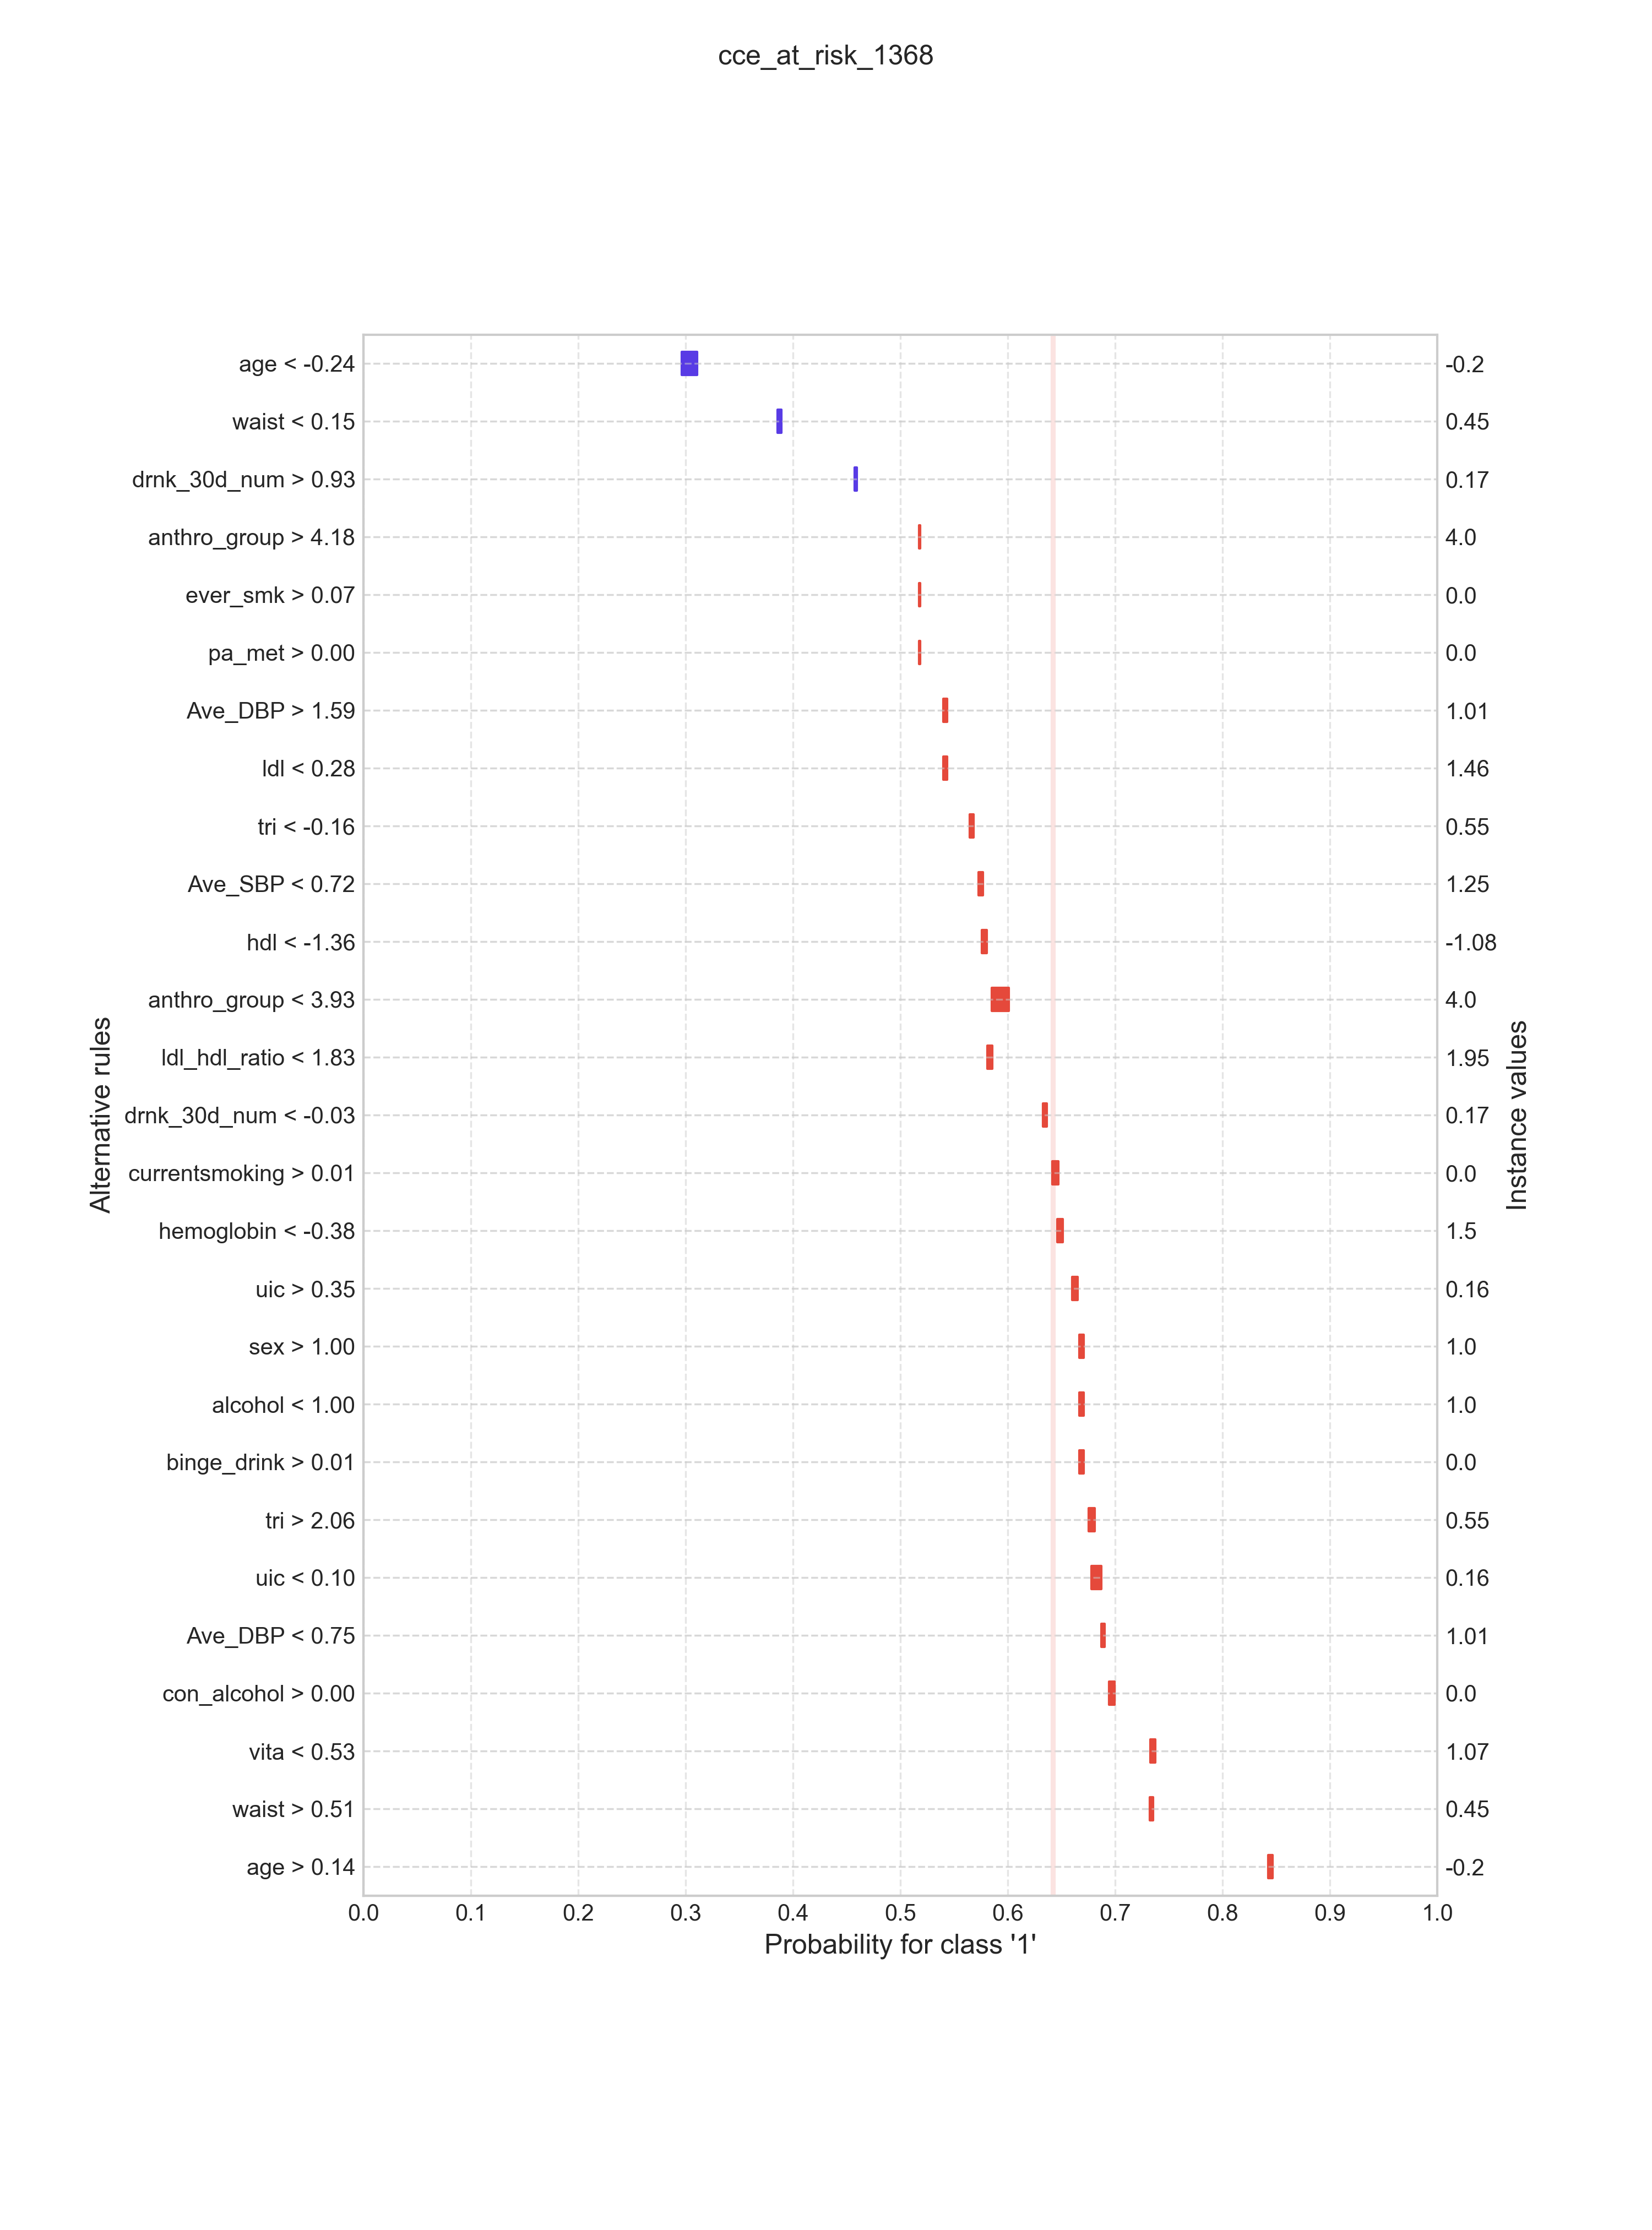 cce_at_risk_1368
age < -0.24 -0.2
waist < 0.15 0.45
drnk_30d_num > 0.93 0.17
anthro_group > 4.18 4.0
ever_smk > 0.07 0.0
pa_met > 0.00 0.0
Ave_DBP > 1.59 1.01
ldl < 0.28 1.46
tri < -0.16 0.55
Ave_SBP < 0.72 1.25
hdl < -1.36 -1.08
anthro_group < 3.93 4.0
ldl_hdl_ratio < 1.83 1.95
drnk_30d_num < -0.03 0.17
currentsmoking > 0.01 0.0
hemoglobin < -0.38 1.5
uic > 0.35 0.16
sex > 1.00 1.0
alcohol < 1.00 1.0
binge_drink > 0.01 0.0
tri > 2.06 0.55
uic < 0.10 0.16
Ave_DBP < 0.75 1.01
con_alcohol > 0.00 0.0
vita < 0.53 1.07
waist > 0.51 0.45
age > 0.14 -0.2
Alternative rules
Instance values
0.0 0.1 0.2 0.3 0.4 0.5 0.6 0.7 0.8 0.9 1.0
Probability for class '1'